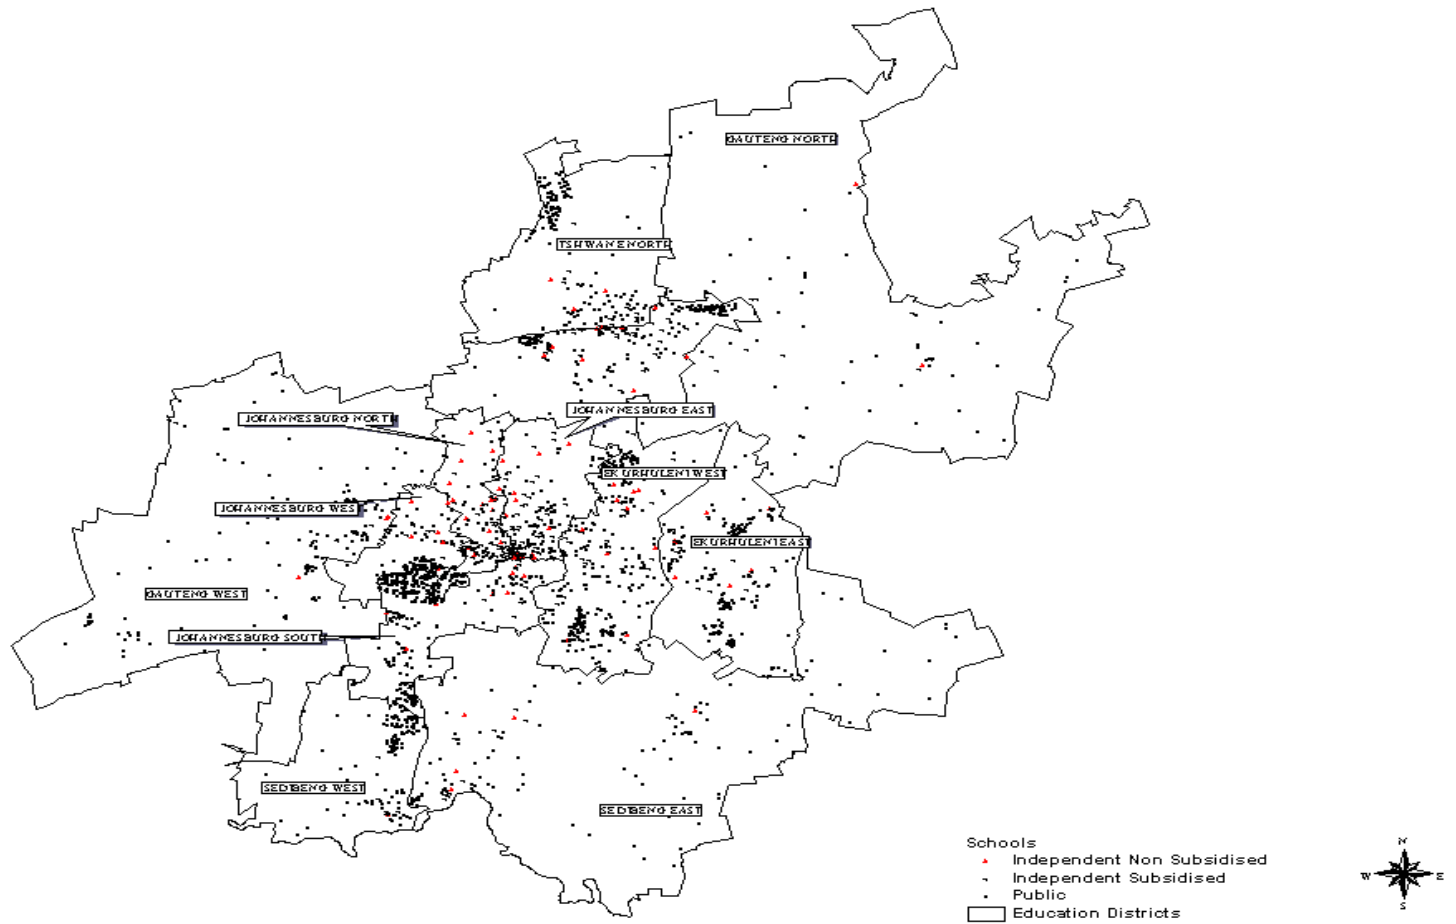 GAUTENG NORTH
TSHWANE NORTH
JOHANNESBURG NORTH
JOHANNESBURG EAST
EKURHULENI WEST
JOHANNESBURG WEST
EKURHULENI EAST
GAUTENG WEST
JOHANNESBURG SOUTH
SEDIBENG WEST
SEDIBENG EAST
Schools
Independent Non Subsidised
Independent Subsidised
Public
Education Districts
N
W E
S